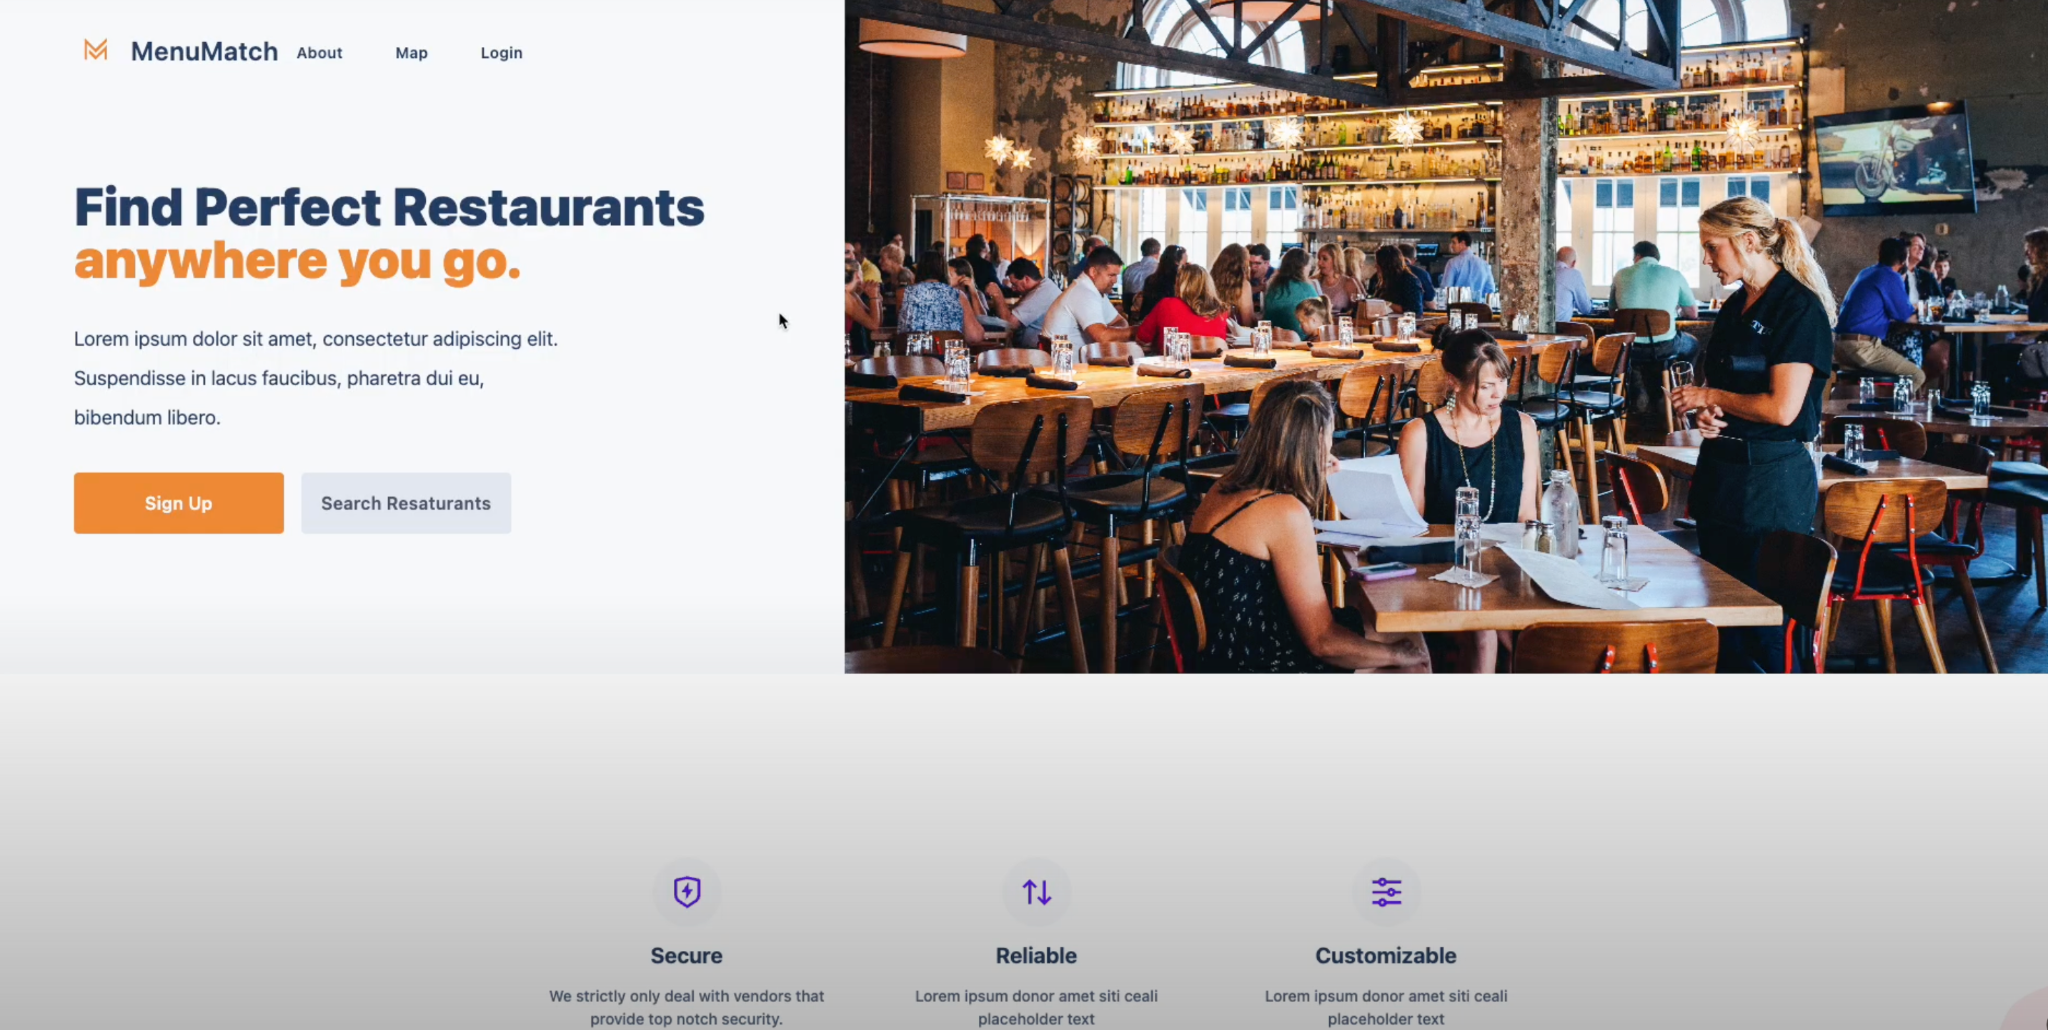 MenuMatch About Map Login
Find Perfect Restaurants
anywhere you go.
Lorem ipsum dolor sit amet, consectetur adipiscing elit.
Suspendisse in lacus faucibus, pharetra dui eu,
bibendum libero.
Sign Up Search Resaturants
Secure
We strictly only deal with vendors that
provide top notch security.
Reliable
Lorem ipsum donor amet siti ceali
placeholder text
Customizable
Lorem ipsum donor amet siti ceali
placeholder text